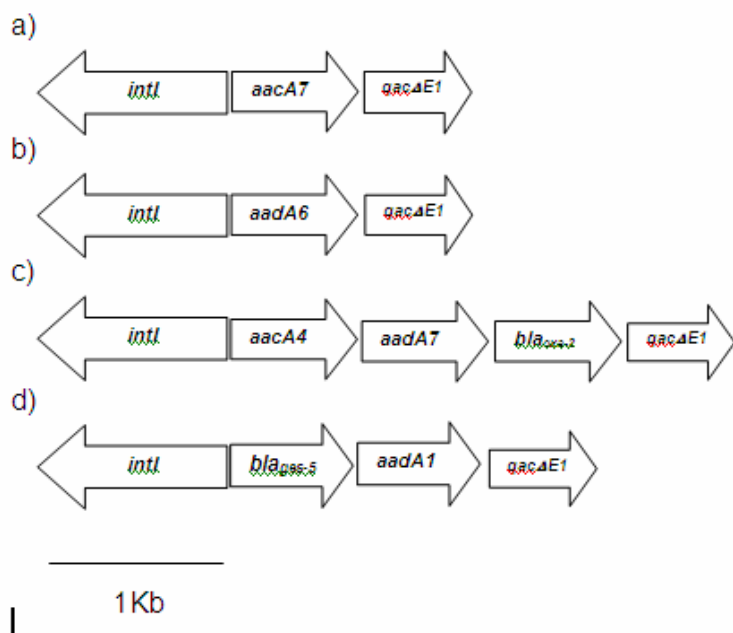 a)
intI aacA7 qacΔE1
b)
intI aadA6 qacΔE1
c)
intI aacA4 aadA7 blaoxa-2 qacΔE1
d)
intI blages-5 aadA1 qacΔE1
1Kb